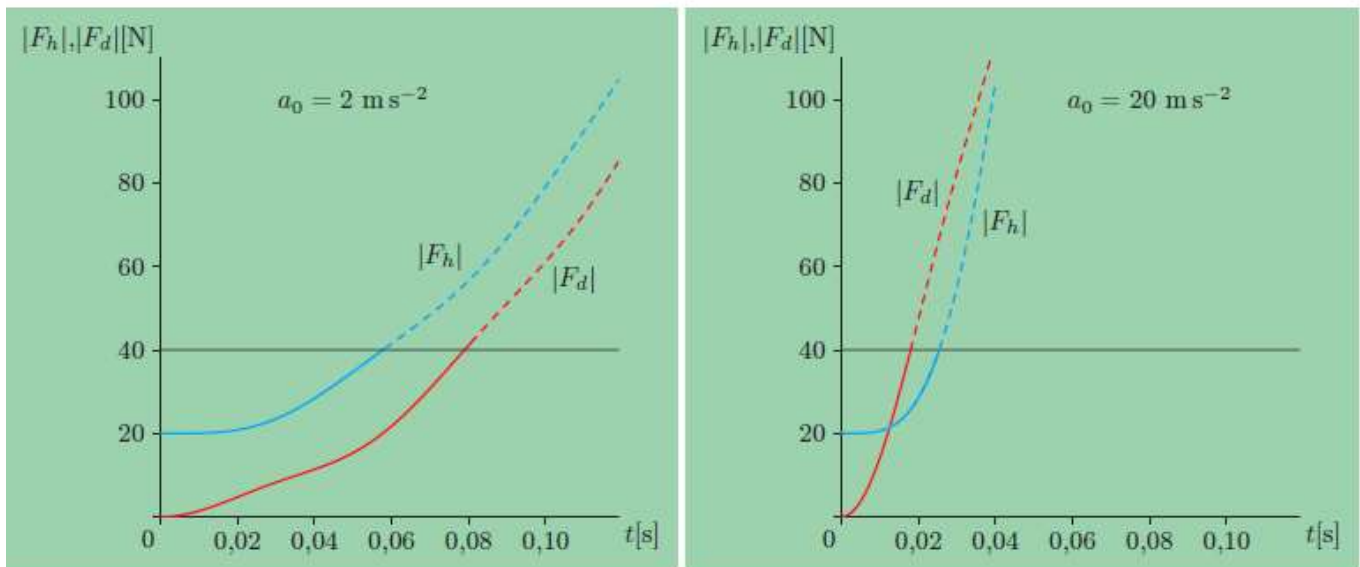 |F_h|,|F_d|[N]
a_0 = 2 m s^{-2}
100
80
60
40
20
|F_h|
|F_d|
0
0,02
0,04
0,06
0,08
0,10
t[s]
|F_h|,|F_d|[N]
a_0 = 20 m s^{-2}
100
80
60
40
20
|F_d|
|F_h|
0
0,02
0,04
0,06
0,08
0,10
t[s]